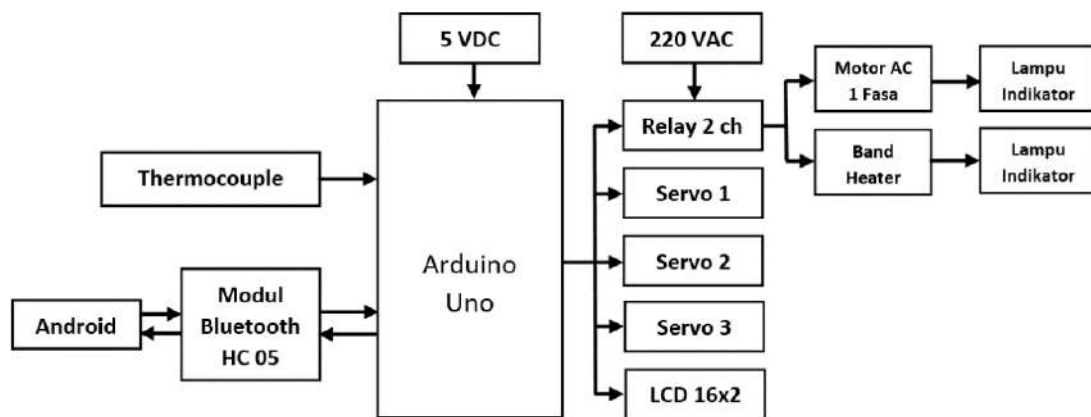 5 VDC
220 VAC
Motor AC
1 Fasa
Lampu
Indikator
Relay 2 ch
Band
Heater
Lampu
Indikator
Thermocouple
Servo 1
Arduino
Uno
Servo 2
Android
Modul
Bluetooth
HC 05
Servo 3
LCD 16x2